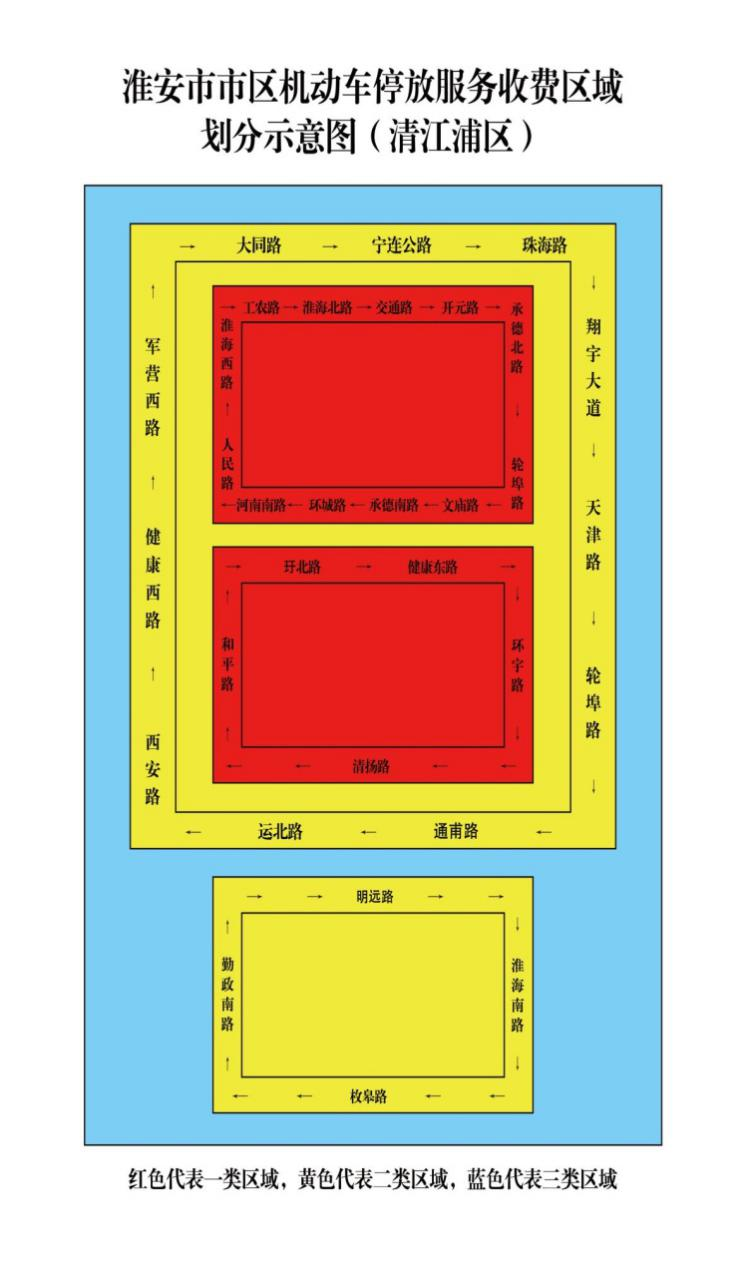 淮安市市区机动车停放服务收费区域
划分示意图（清江浦区）
→ 大同路 → 宁连公路 → 珠海路
↓ 翔宇大道 ↓ 天津路 ↓ 轮埠路 ↓
← 通甫路 ← 运北路 ←
西安路 ↑ 健康西路 ↑ 军营西路 ↑
→ 工农路 → 淮海北路 → 交通路 → 开元路 →
承德北路 ↓ 轮埠路
← 文庙路 ← 承德南路 ← 环城路 ← 河南南路 ←
人民路 ↑ 淮海西路
→ 玗北路 → 健康东路 →
↓ 环宇路 ↓
← ← 清扬路 ← ←
↑ 和平路 ↑
→ → 明远路 → →
↓ 淮海南路 ↓
← ← 枚皋路 ← ←
↑ 勤政南路 ↑
红色代表一类区域，黄色代表二类区域，蓝色代表三类区域